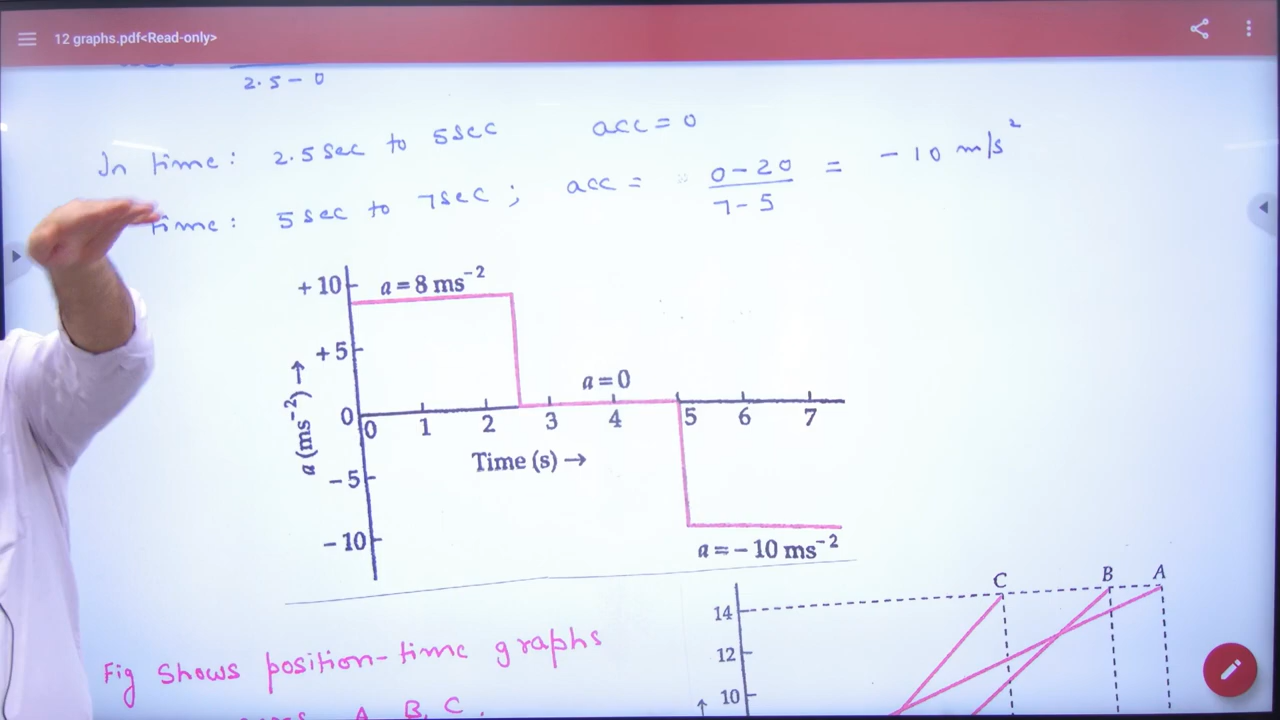 12 graphs.pdf<Read-only>
2.5 - 0
In time : 2.5 sec to 5 sec acc = 0
time : 5 sec to 7 sec ; acc = 0-20 / 7-5 = -10 m/s²
+ 10
a = 8 ms⁻²
+ 5
a = 0
0
0 1 2 3 4 5 6 7
a (ms⁻²) →
Time (s) →
- 5
- 10
a = - 10 ms⁻²
C B A
14
12
10
Fig shows position-time graphs
A B, C.